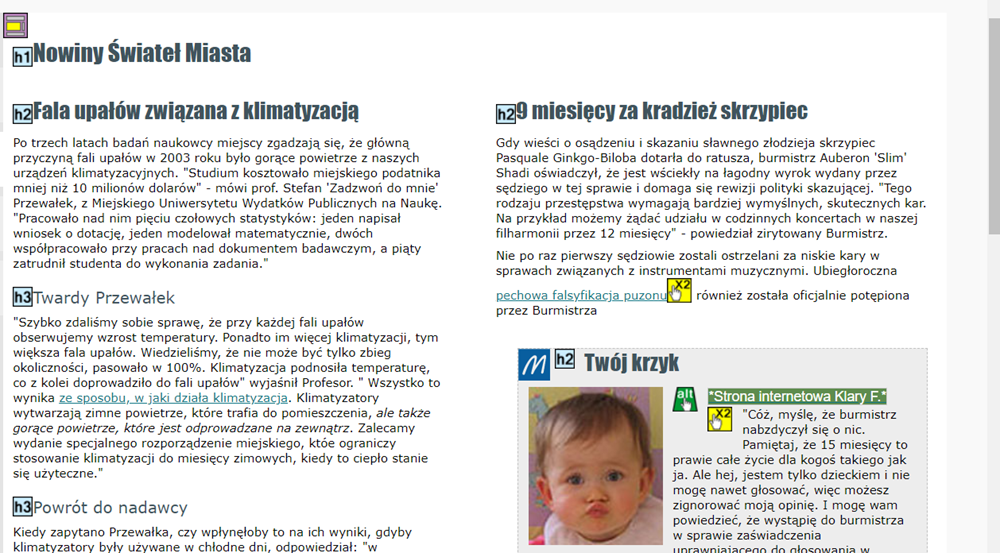 h1 Nowiny Świateł Miasta
h2 Fala upałów związana z klimatyzacją
Po trzech latach badań naukowcy miejscy zgadzają się, że główną
przyczyną fali upałów w 2003 roku było gorące powietrze z naszych
urządzeń klimatyzacyjnych. "Studium kosztowało miejskiego podatnika
mniej niż 10 milionów dolarów" - mówi prof. Stefan 'Zadzwoń do mnie'
Przewałek, z Miejskiego Uniwersytetu Wydatków Publicznych na Naukę.
"Pracowało nad nim pięciu czołowych statystyków: jeden napisał
wniosek o dotację, jeden modelował matematycznie, dwóch
współpracowało przy pracach nad dokumentem badawczym, a piąty
zatrudnił studenta do wykonania zadania."
h3 Twardy Przewałek
"Szybko zdaliśmy sobie sprawę, że przy każdej fali upałów
obserwujemy wzrost temperatury. Ponadto im więcej klimatyzacji, tym
większa fala upałów. Wiedzieliśmy, że nie może być tylko zbieg
okoliczności, pasowało w 100%. Klimatyzacja podnosiła temperaturę,
co z kolei doprowadziło do fali upałów" wyjaśnił Profesor. " Wszystko to
wynika ze sposobu, w jaki działa klimatyzacja. Klimatyzatory
wytwarzają zimne powietrze, które trafia do pomieszczenia, ale także
gorące powietrze, które jest odprowadzane na zewnątrz. Zalecamy
wydanie specjalnego rozporządzenie miejskiego, któe ograniczy
stosowanie klimatyzacji do miesięcy zimowych, kiedy to ciepło stanie
się użyteczne."
h3 Powrót do nadawcy
Kiedy zapytano Przewałka, czy wpłynęłoby to na ich wyniki, gdyby
klimatyzatory były używane w chłodne dni, odpowiedział: "w
h2 9 miesięcy za kradzież skrzypiec
Gdy wieści o osądzeniu i skazaniu sławnego złodzieja skrzypiec
Pasquale Ginkgo-Biloba dotarła do ratusza, burmistrz Auberon 'Slim'
Shadi oświadczył, że jest wściekły na łagodny wyrok wydany przez
sędziego w tej sprawie i domaga się rewizji polityki skazującej. "Tego
rodzaju przestępstwa wymagają bardziej wymyślnych, skutecznych kar.
Na przykład możemy żądać udziału w codzinnych koncertach w naszej
filharmonii przez 12 miesięcy" - powiedział zirytowany Burmistrz.
Nie po raz pierwszy sędziowie zostali ostrzelani za niskie kary w
sprawach związanych z instrumentami muzycznymi. Ubiegłoroczna
pechowa falsyfikacja puzonu X2 również została oficjalnie potępiona
przez Burmistrza
M h2 Twój krzyk
alt *Strona internetowa Klary F.*
X2 "Cóż, myślę, że burmistrz
nabzdyczył się o nic.
Pamiętaj, że 15 miesięcy to
prawie całe życie dla kogoś takiego jak
ja. Ale hej, jestem tylko dzieckiem i nie
mogę nawet głosować, więc możesz
zignorować moją opinię. I mogę wam
powiedzieć, że wystąpię do burmistrza
w sprawie zaświadczenia
uprawniającego do głosowania w